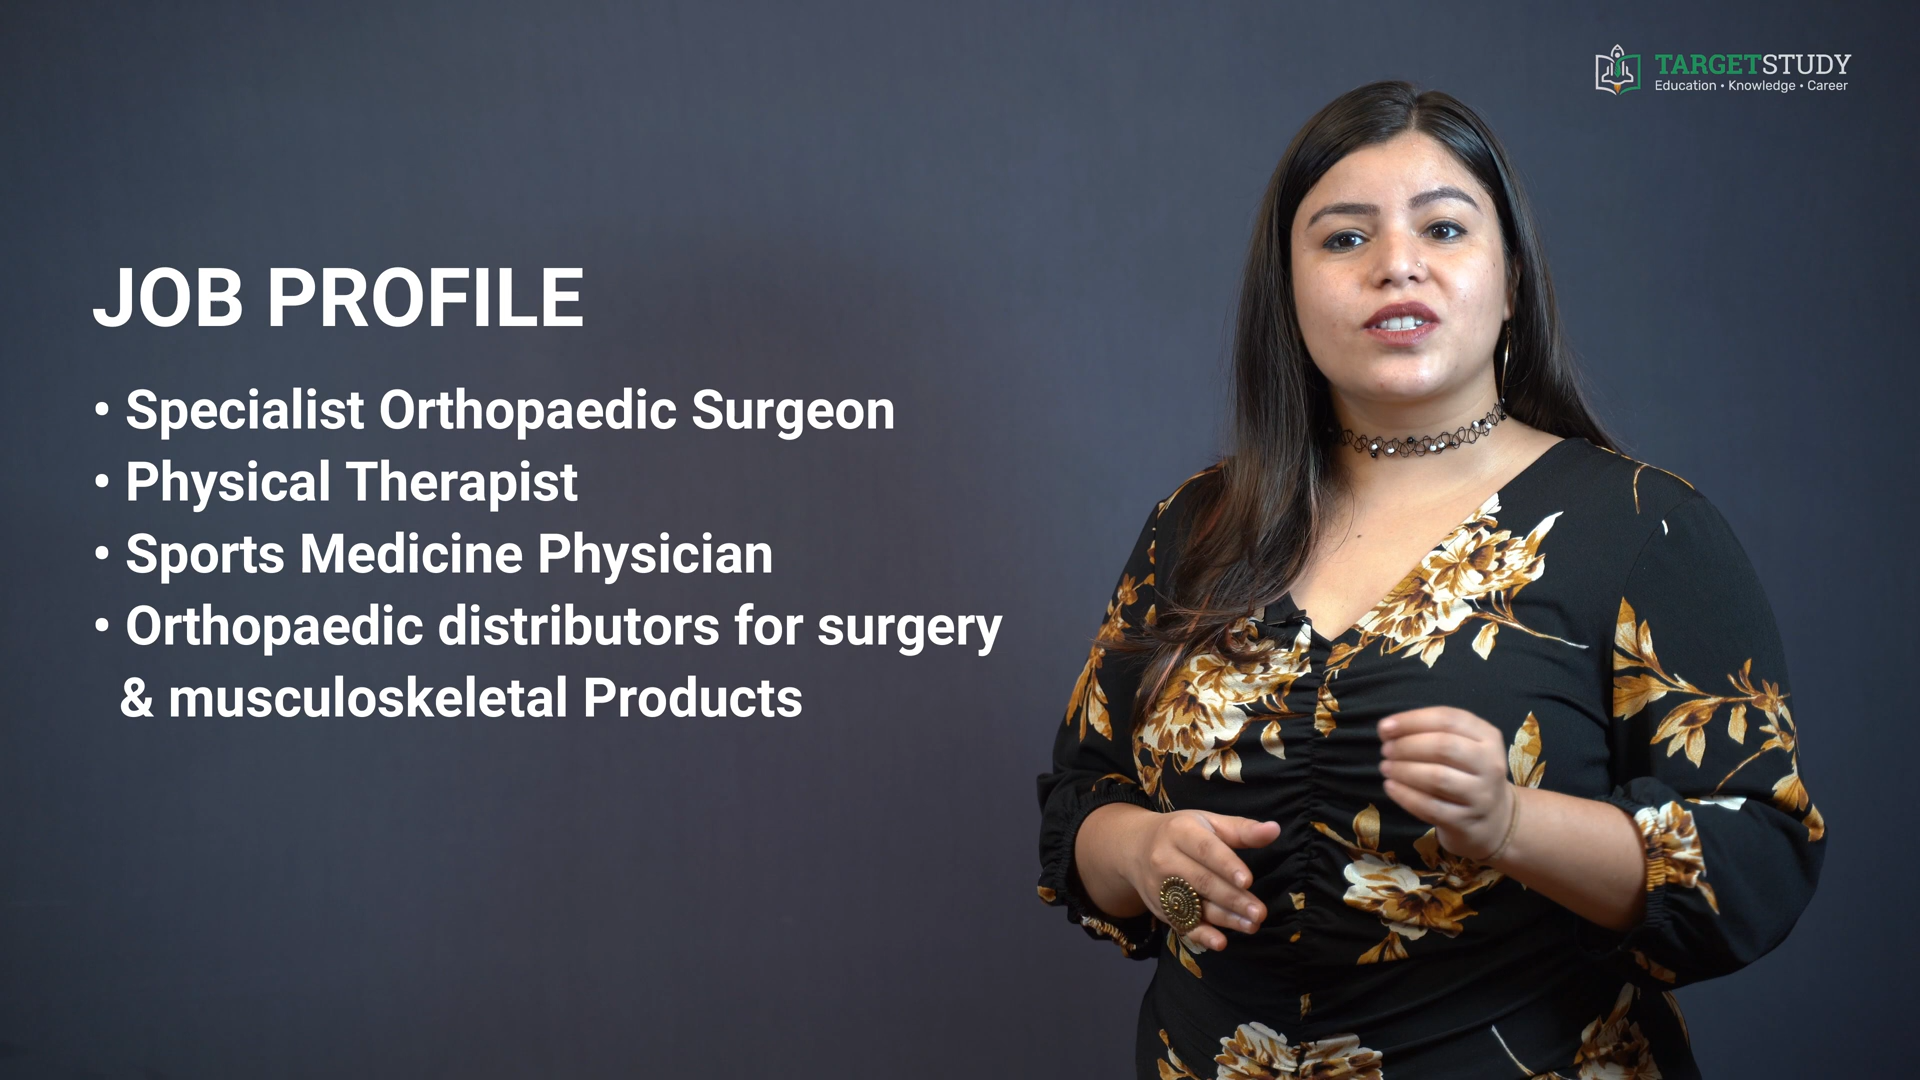 TARGETSTUDY
Education • Knowledge • Career
JOB PROFILE
• Specialist Orthopaedic Surgeon
• Physical Therapist
• Sports Medicine Physician
• Orthopaedic distributors for surgery
& musculoskeletal Products